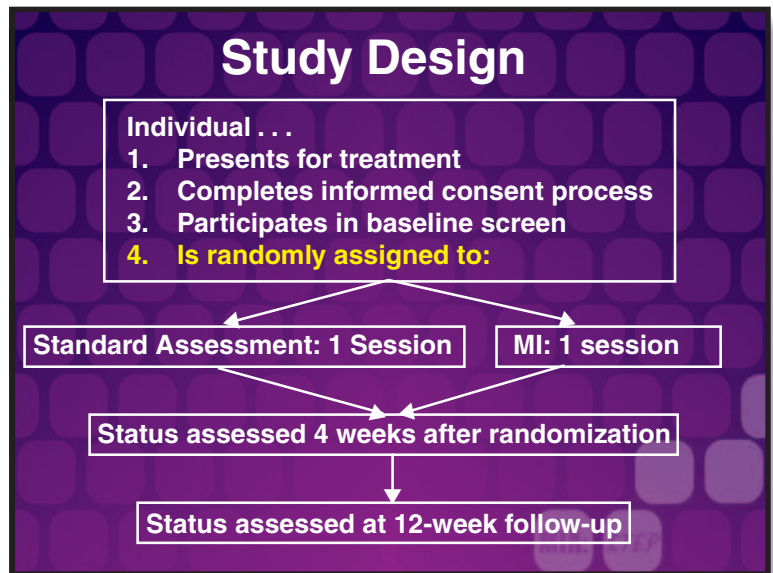 Study Design
Individual . . .
1. Presents for treatment
2. Completes informed consent process
3. Participates in baseline screen
4. Is randomly assigned to:
Standard Assessment: 1 Session
MI: 1 session
Status assessed 4 weeks after randomization
Status assessed at 12-week follow-up
STEP